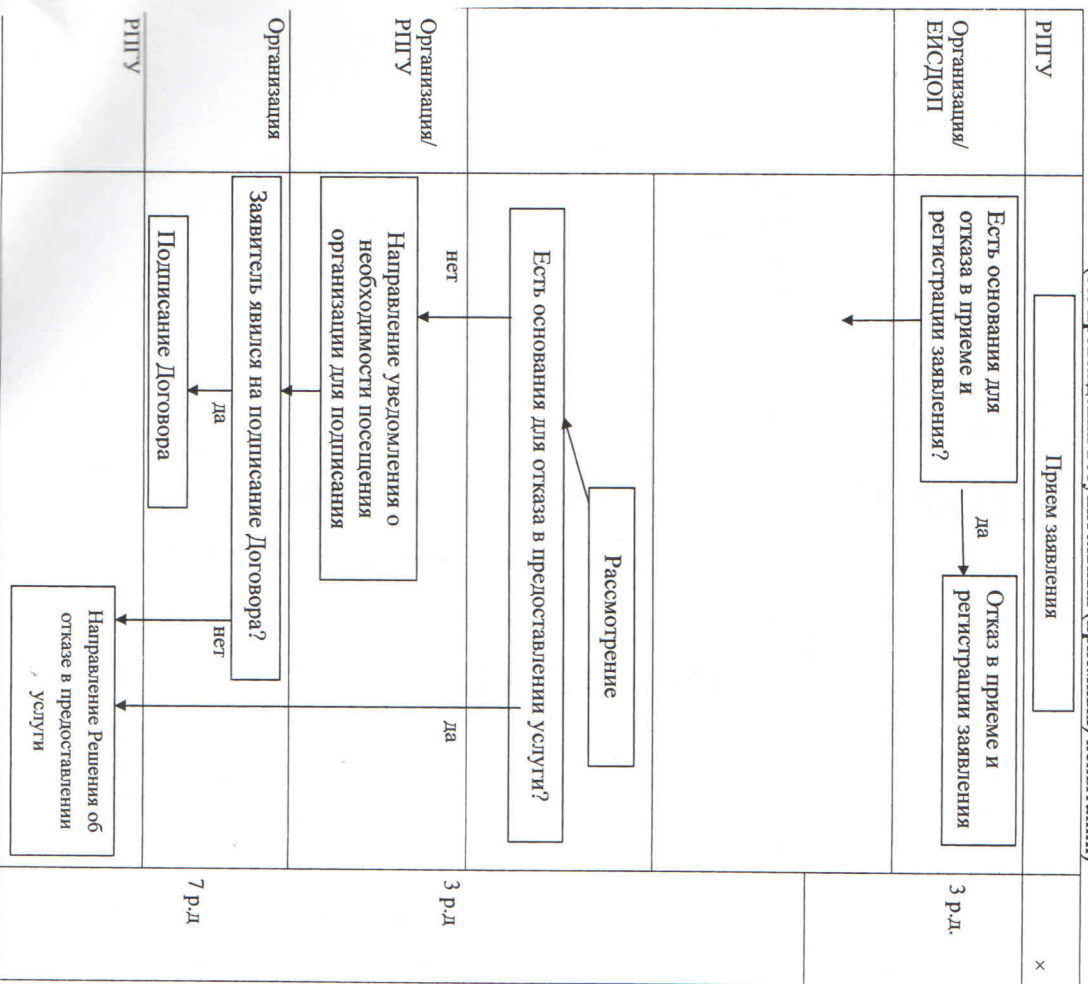 РПГУ
Прием заявления
×
Организация/
ЕИСДОП
Есть основания для
отказа в приеме и
регистрации заявления?
да
Отказ в приеме и
регистрации заявления
3 р.д.
Рассмотрение
Есть основания для отказа в предоставлении услуги?
нет
да
3 р.д
Организация/
РПГУ
Направление уведомления о
необходимости посещения
организации для подписания
Организация
Заявитель явился на подписание Договора?
да
нет
7 р.д
Подписание Договора
РПГУ
Направление Решения об
отказе в предоставлении
услуги